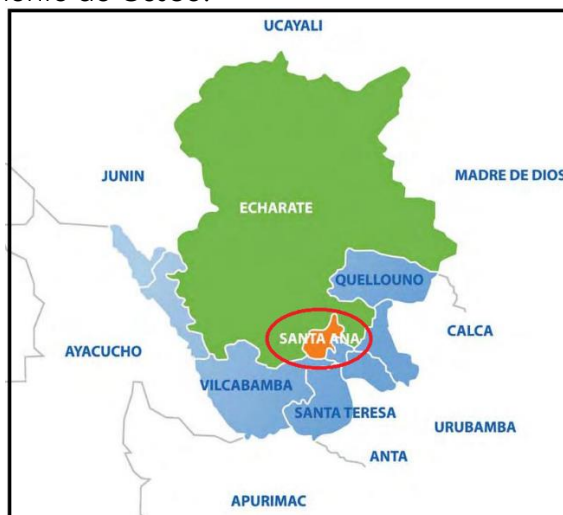 UCAYALI
JUNIN
MADRE DE DIOS
ECHARATE
QUELLOUNO
CALCA
SANTA ANA
AYACUCHO
VILCABAMBA
SANTA TERESA
URUBAMBA
ANTA
APURIMAC